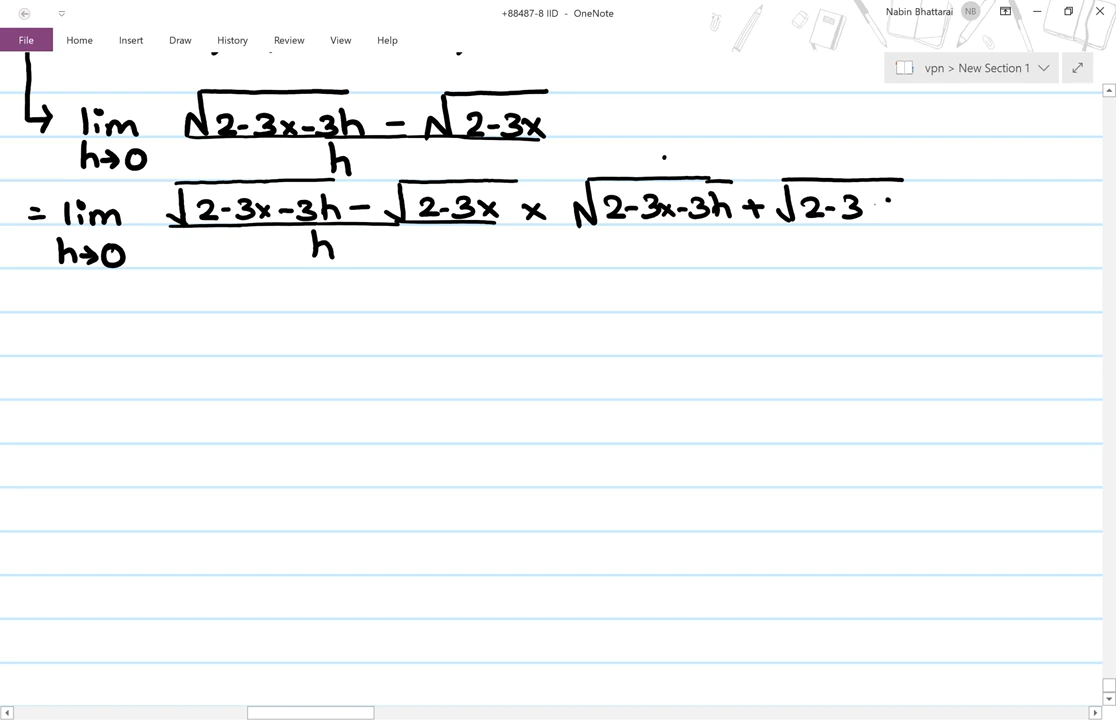 +88487-8 IID - OneNote
Nabin Bhattarai NB
File Home Insert Draw History Review View Help
vpn > New Section 1
lim √2-3x-3h - √2-3x
h→0 h
= lim √2-3x-3h - √2-3x x √2-3x-3h + √2-3
h→0 h